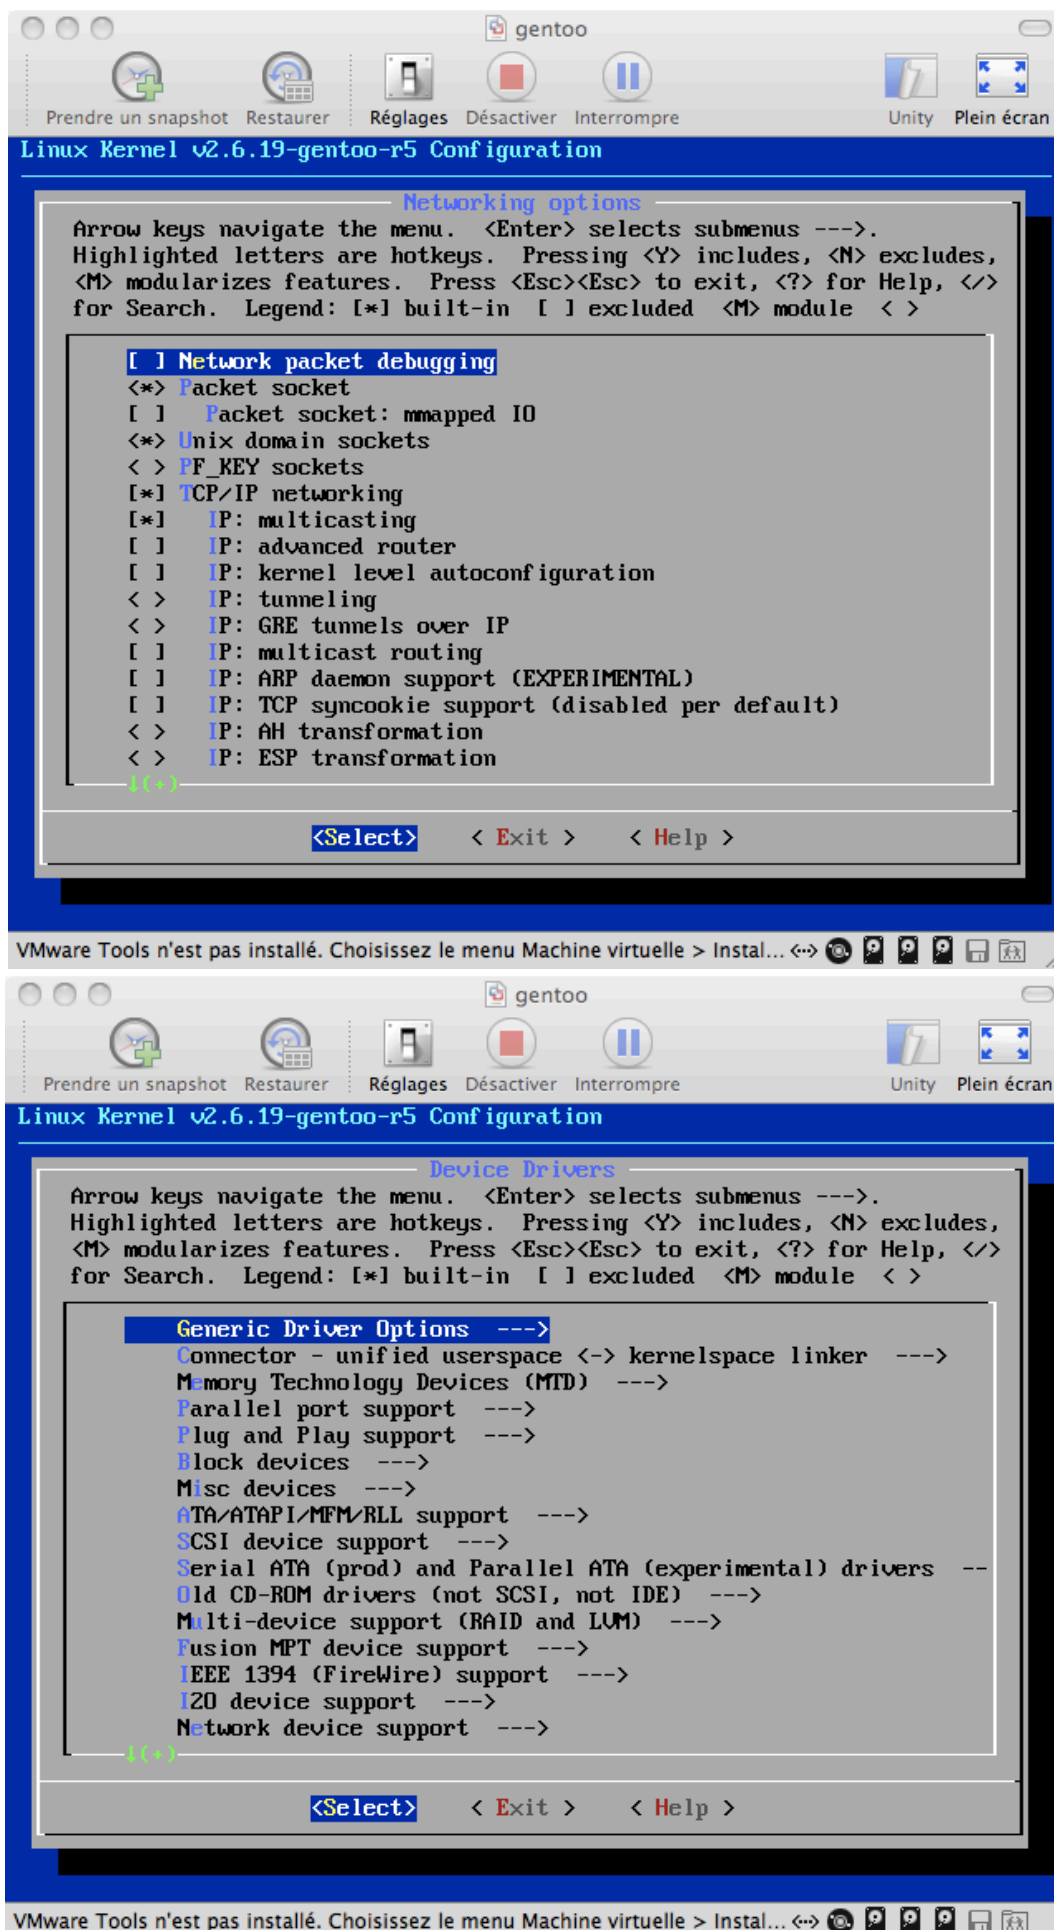 gentoo
Prendre un snapshot Restaurer Réglages Désactiver Interrompre Unity Plein écran
Linux Kernel v2.6.19-gentoo-r5 Configuration
Networking options
Arrow keys navigate the menu. <Enter> selects submenus --->.
Highlighted letters are hotkeys. Pressing <Y> includes, <N> excludes,
<M> modularizes features. Press <Esc><Esc> to exit, <?> for Help, </>
for Search. Legend: [*] built-in [ ] excluded <M> module < >
[ ] Network packet debugging
<*> Packet socket
[ ] Packet socket: mmapped IO
<*> Unix domain sockets
< > PF_KEY sockets
[*] TCP/IP networking
[*] IP: multicasting
[ ] IP: advanced router
[ ] IP: kernel level autoconfiguration
< > IP: tunneling
< > IP: GRE tunnels over IP
[ ] IP: multicast routing
[ ] IP: ARP daemon support (EXPERIMENTAL)
[ ] IP: TCP syncookie support (disabled per default)
< > IP: AH transformation
< > IP: ESP transformation
↓(+)
<Select> < Exit > < Help >
VMware Tools n'est pas installé. Choisissez le menu Machine virtuelle > Instal...
gentoo
Prendre un snapshot Restaurer Réglages Désactiver Interrompre Unity Plein écran
Linux Kernel v2.6.19-gentoo-r5 Configuration
Device Drivers
Arrow keys navigate the menu. <Enter> selects submenus --->.
Highlighted letters are hotkeys. Pressing <Y> includes, <N> excludes,
<M> modularizes features. Press <Esc><Esc> to exit, <?> for Help, </>
for Search. Legend: [*] built-in [ ] excluded <M> module < >
Generic Driver Options --->
Connector - unified userspace <-> kernelspace linker --->
Memory Technology Devices (MTD) --->
Parallel port support --->
Plug and Play support --->
Block devices --->
Misc devices --->
ATA/ATAPI/MFM/RLL support --->
SCSI device support --->
Serial ATA (prod) and Parallel ATA (experimental) drivers --
Old CD-ROM drivers (not SCSI, not IDE) --->
Multi-device support (RAID and LVM) --->
Fusion MPT device support --->
IEEE 1394 (FireWire) support --->
I2O device support --->
Network device support --->
↓(+)
<Select> < Exit > < Help >
VMware Tools n'est pas installé. Choisissez le menu Machine virtuelle > Instal...